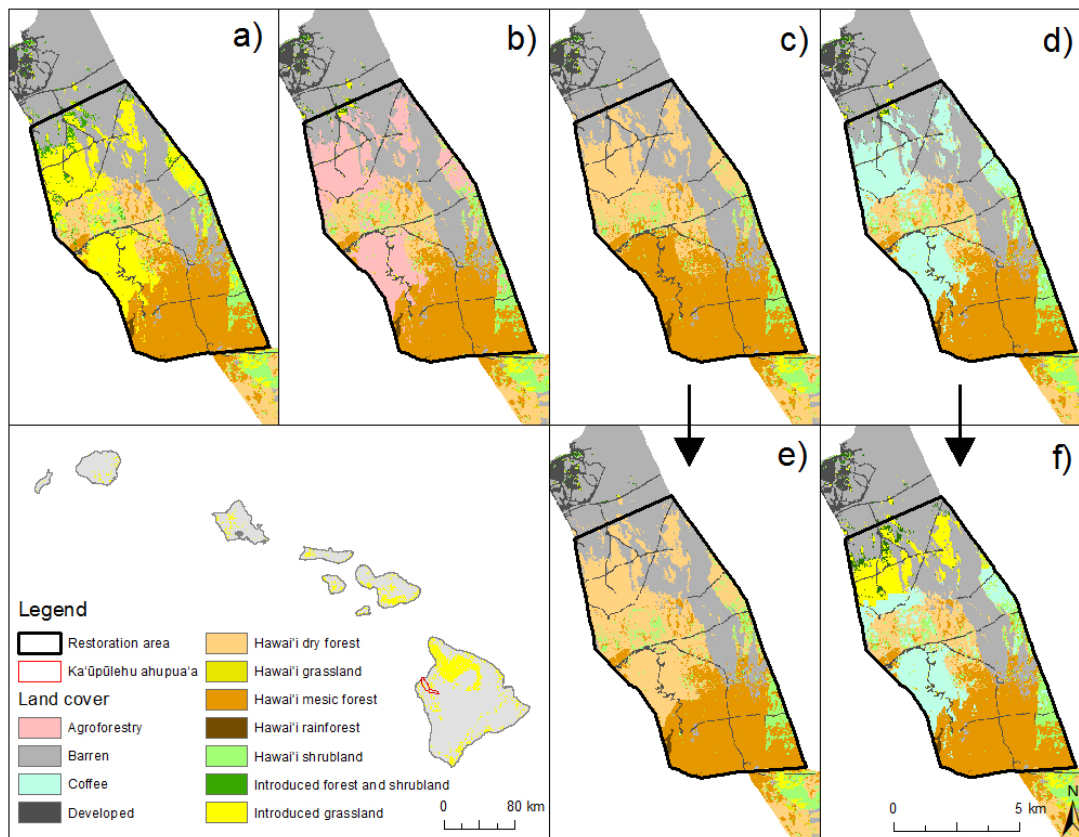 a)
b)
c)
d)
e)
f)
Legend
Restoration area
Ka'ūpūlehu ahupua'a
Land cover
Agroforestry
Barren
Coffee
Developed
Hawai'i dry forest
Hawai'i grassland
Hawai'i mesic forest
Hawai'i rainforest
Hawai'i shrubland
Introduced forest and shrubland
Introduced grassland
0 80 km
0 5 km
N